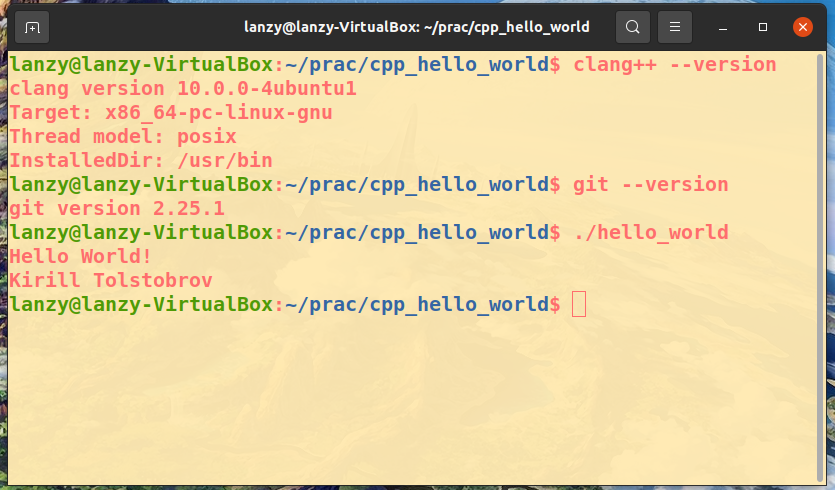 lanzy@lanzy-VirtualBox: ~/prac/cpp_hello_world
lanzy@lanzy-VirtualBox:~/prac/cpp_hello_world$ clang++ --version
clang version 10.0.0-4ubuntu1
Target: x86_64-pc-linux-gnu
Thread model: posix
InstalledDir: /usr/bin
lanzy@lanzy-VirtualBox:~/prac/cpp_hello_world$ git --version
git version 2.25.1
lanzy@lanzy-VirtualBox:~/prac/cpp_hello_world$ ./hello_world
Hello World!
Kirill Tolstobrov
lanzy@lanzy-VirtualBox:~/prac/cpp_hello_world$